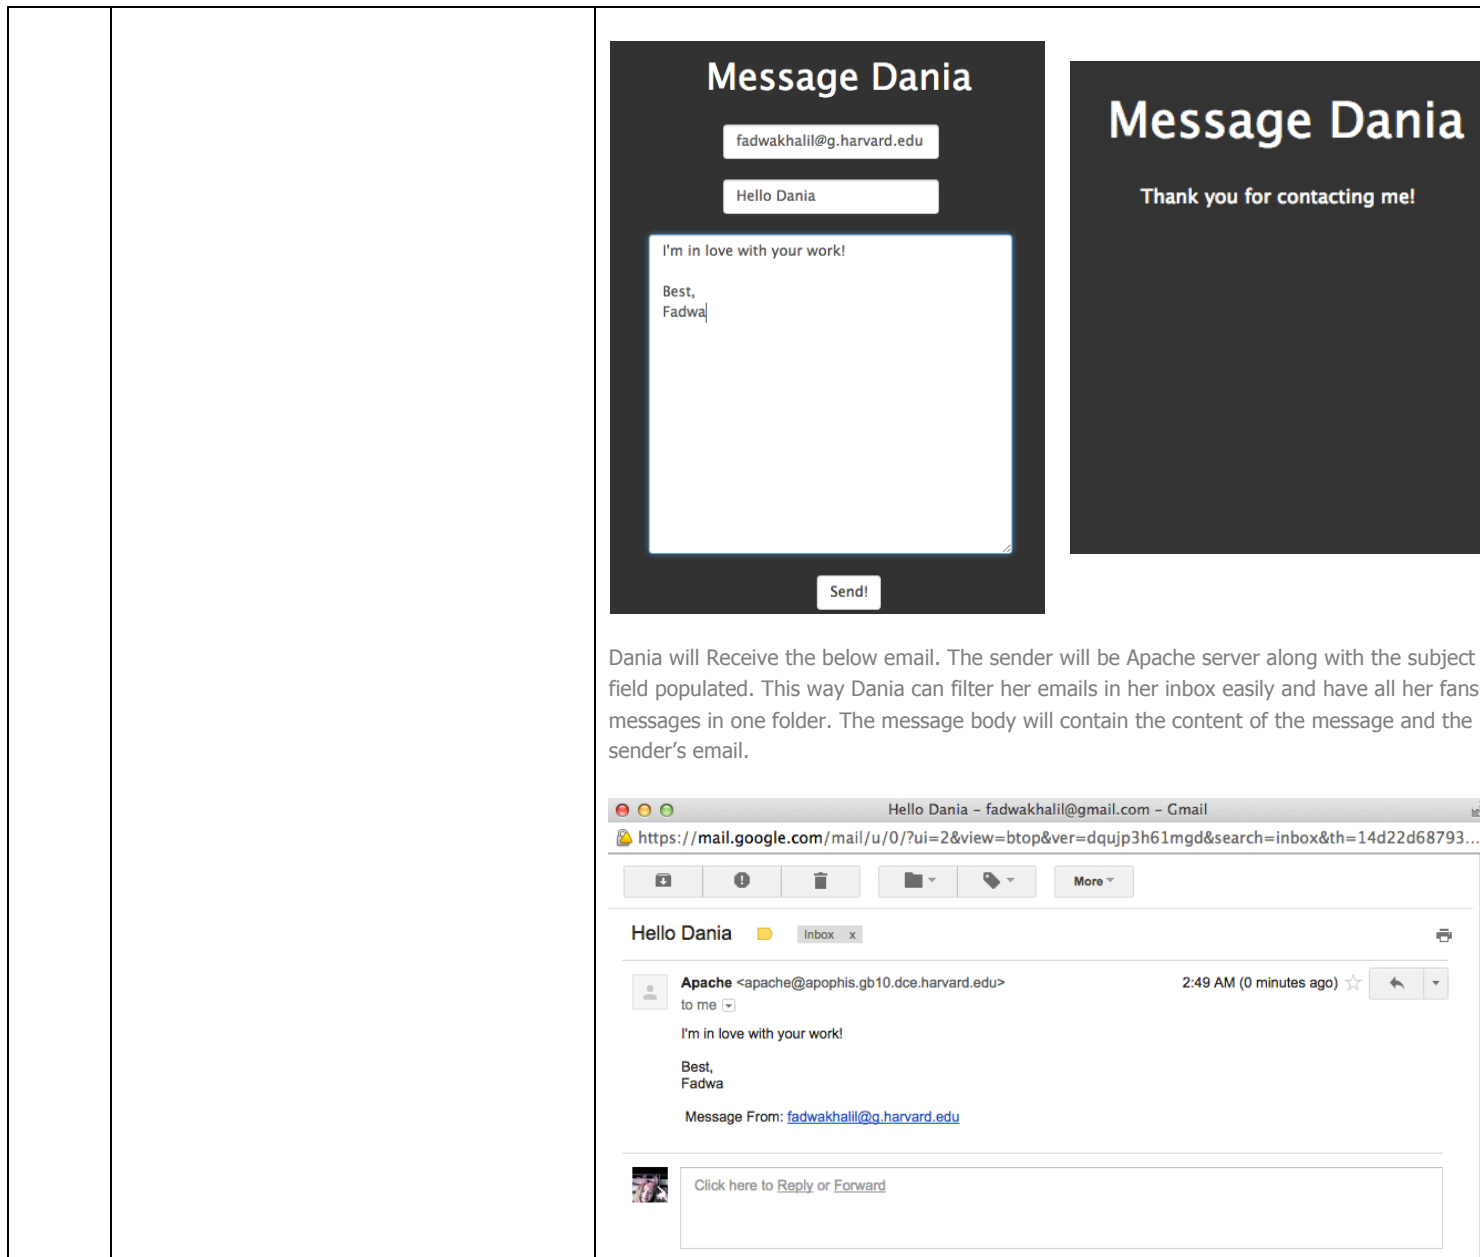 Message Dania
fadwakhalil@g.harvard.edu
Hello Dania
I'm in love with your work!
Best,
Fadwa
Send!
Message Dania
Thank you for contacting me!
Dania will Receive the below email. The sender will be Apache server along with the subject
field populated. This way Dania can filter her emails in her inbox easily and have all her fans
messages in one folder. The message body will contain the content of the message and the
sender’s email.
Hello Dania – fadwakhalil@gmail.com – Gmail
https://mail.google.com/mail/u/0/?ui=2&view=btop&ver=dqujp3h61mgd&search=inbox&th=14d22d68793...
More
Hello Dania
Inbox x
Apache <apache@apophis.gb10.dce.harvard.edu>
2:49 AM (0 minutes ago)
to me
I'm in love with your work!
Best,
Fadwa
Message From: fadwakhalil@g.harvard.edu
Click here to Reply or Forward